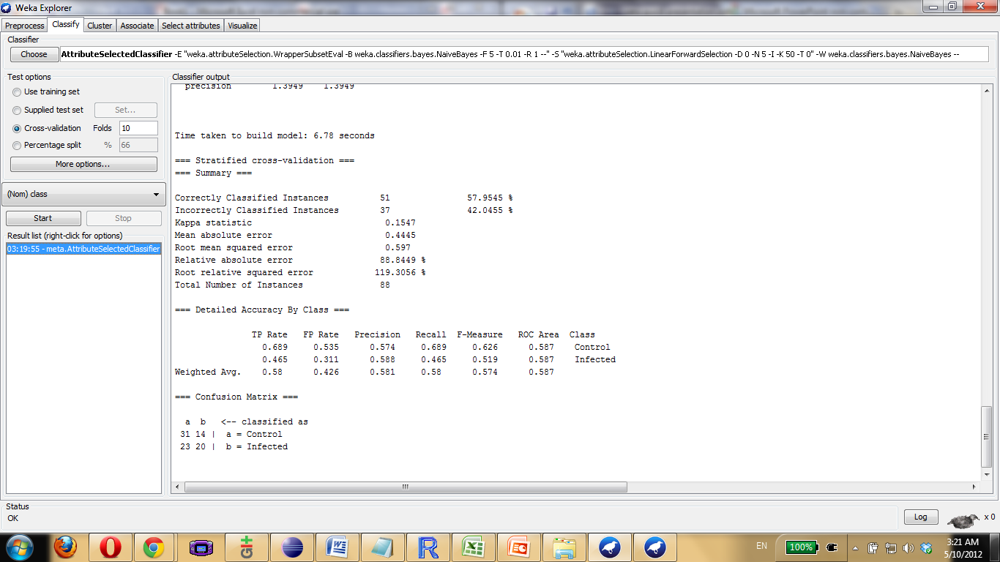 Weka Explorer
Preprocess Classify Cluster Associate Select attributes Visualize
Classifier
Choose AttributeSelectedClassifier -E "weka.attributeSelection.WrapperSubsetEval -B weka.classifiers.bayes.NaiveBayes -F 5 -T 0.01 -R 1 --" -S "weka.attributeSelection.LinearForwardSelection -D 0 -N 5 -I -K 50 -T 0" -W weka.classifiers.bayes.NaiveBayes --
Test options
Use training set
Supplied test set Set...
Cross-validation Folds 10
Percentage split % 66
More options...
(Nom) class
Start Stop
Result list (right-click for options)
03:19:55 - meta.AttributeSelectedClassifier
Classifier output
precision 1.3949 1.3949
Time taken to build model: 6.78 seconds
=== Stratified cross-validation ===
=== Summary ===
Correctly Classified Instances 51 57.9545 %
Incorrectly Classified Instances 37 42.0455 %
Kappa statistic 0.1547
Mean absolute error 0.4445
Root mean squared error 0.597
Relative absolute error 88.8449 %
Root relative squared error 119.3056 %
Total Number of Instances 88
=== Detailed Accuracy By Class ===
TP Rate FP Rate Precision Recall F-Measure ROC Area Class
0.689 0.535 0.574 0.689 0.626 0.587 Control
0.465 0.311 0.588 0.465 0.519 0.587 Infected
Weighted Avg. 0.58 0.426 0.581 0.58 0.574 0.587
=== Confusion Matrix ===
a b <-- classified as
31 14 | a = Control
23 20 | b = Infected
Status
OK
Log x 0
EN 100% 3:21 AM
5/10/2012